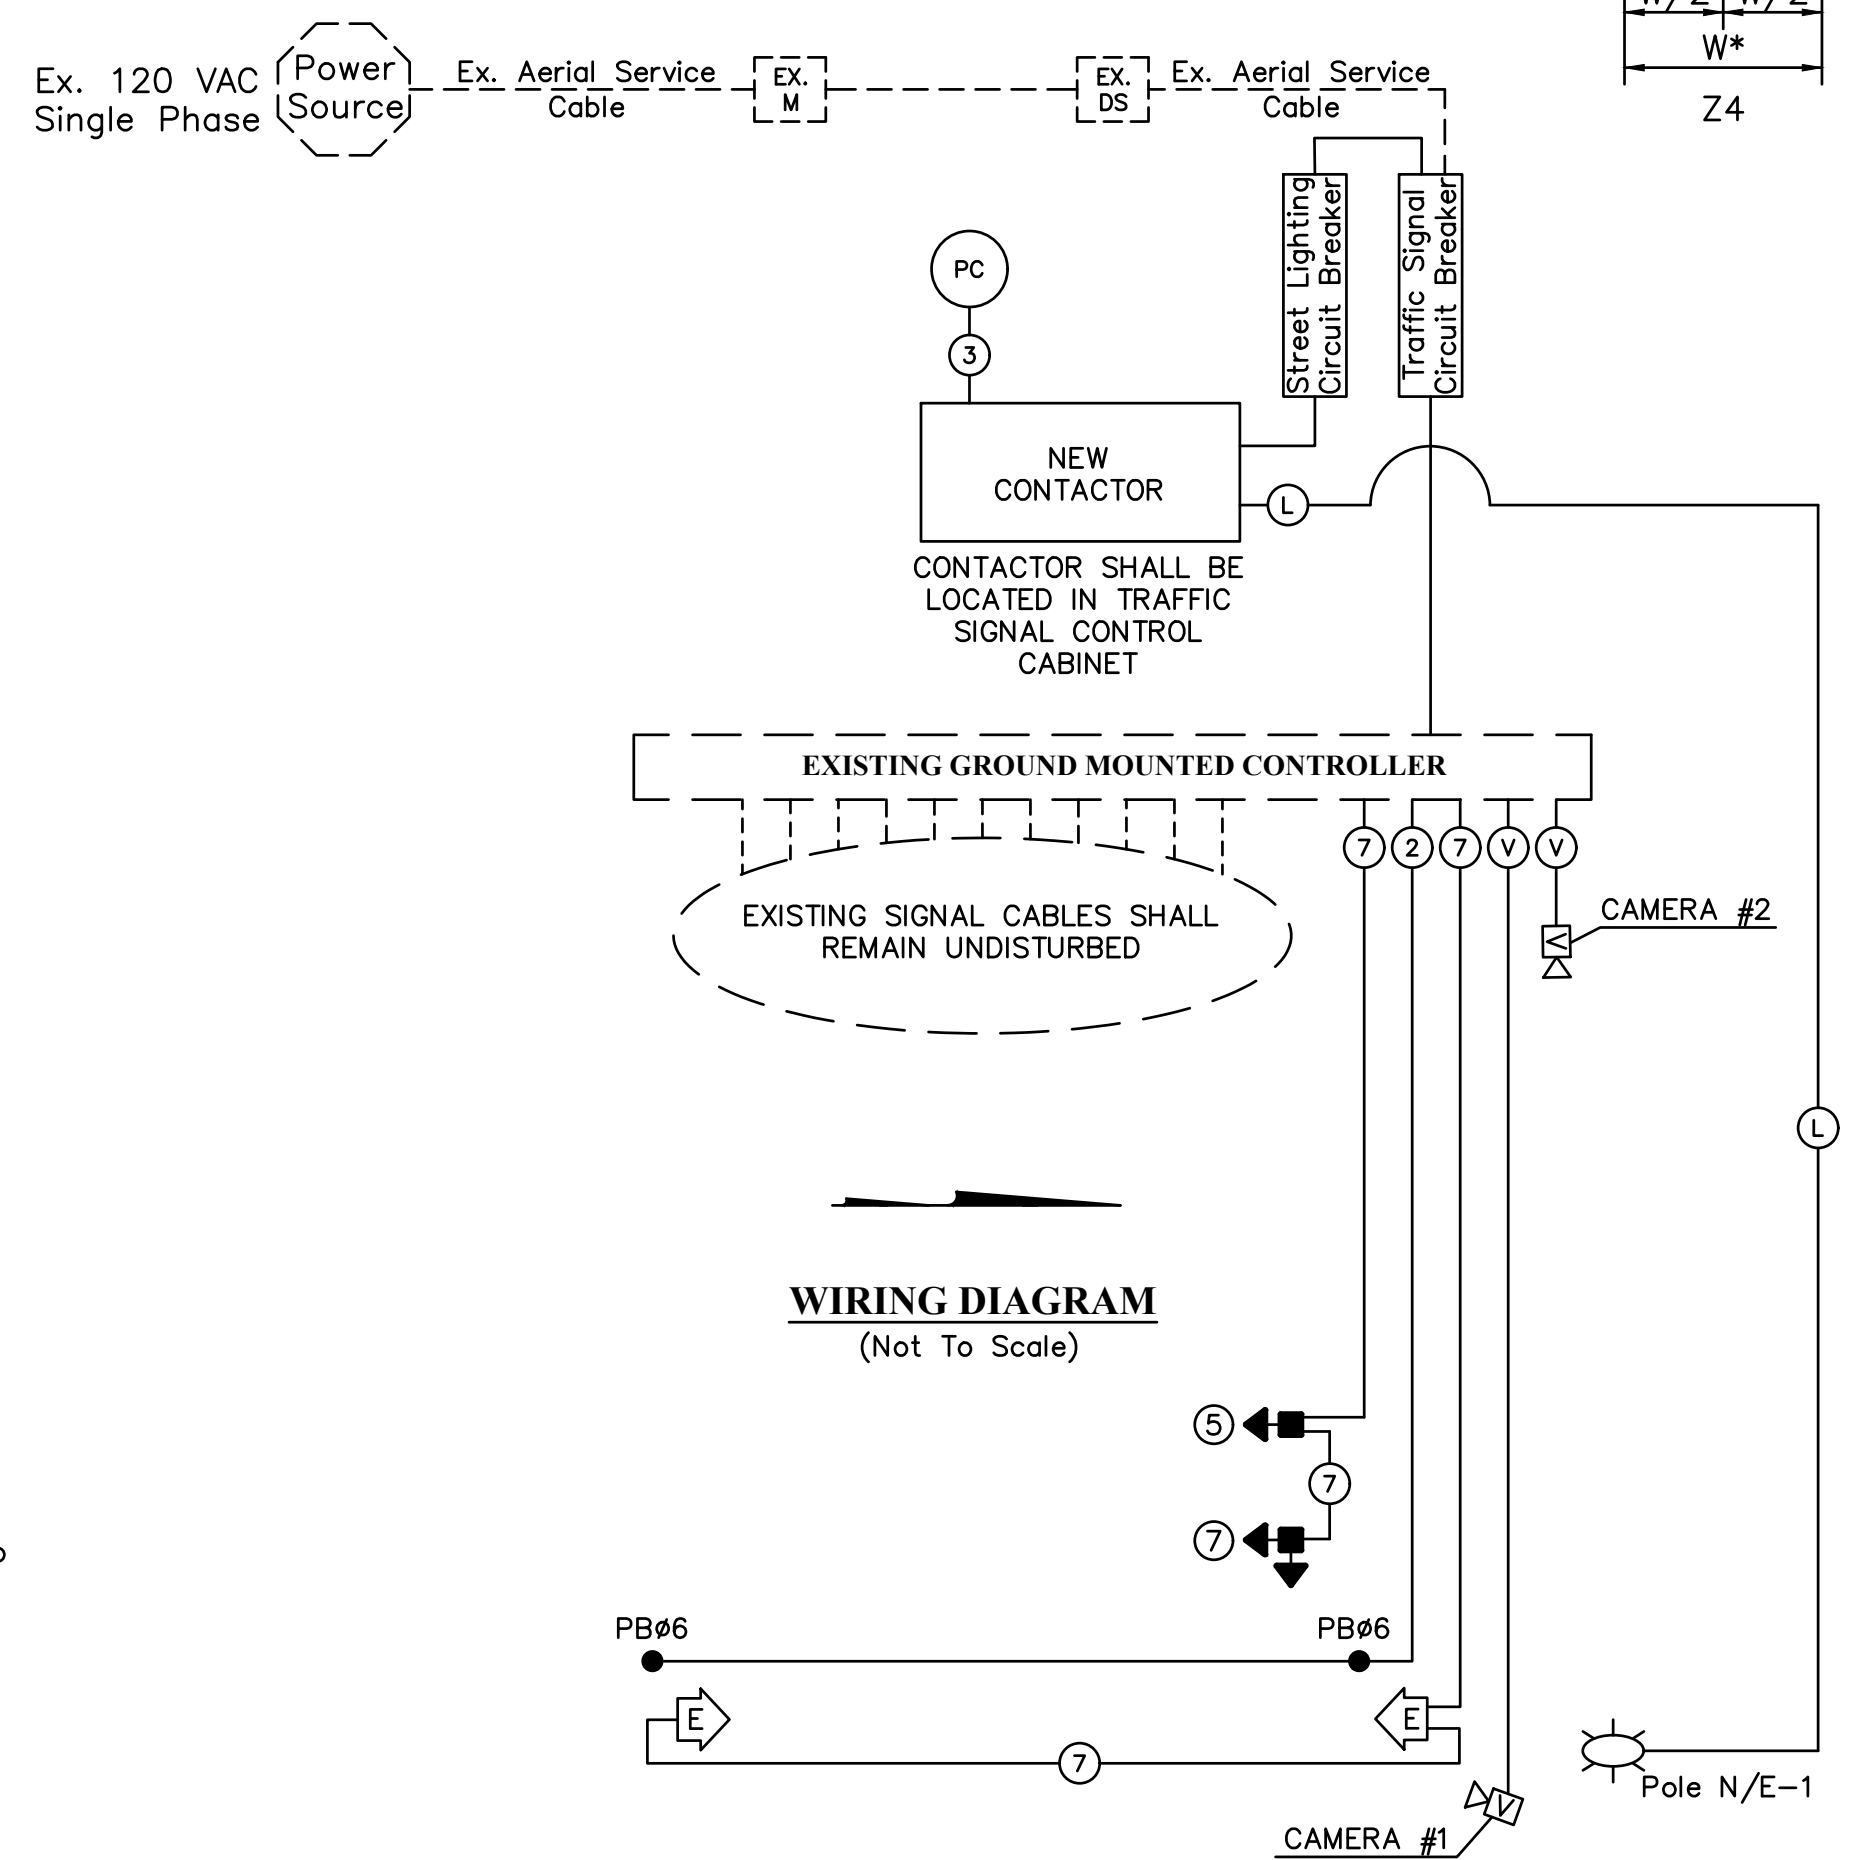 W/2 W/2
W*
Z4
Ex. 120 VAC
Single Phase
Power
Source
Ex. Aerial Service
Cable
EX.
M
EX.
DS
Ex. Aerial Service
Cable
Street Lighting
Circuit Breaker
Traffic Signal
Circuit Breaker
PC
3
NEW
CONTACTOR
L
CONTACTOR SHALL BE
LOCATED IN TRAFFIC
SIGNAL CONTROL
CABINET
EXISTING GROUND MOUNTED CONTROLLER
7 2 7 V V
EXISTING SIGNAL CABLES SHALL
REMAIN UNDISTURBED
CAMERA #2
V
L
WIRING DIAGRAM
(Not To Scale)
5
7
7
PBø6
PBø6
E
E
7
Pole N/E-1
V
CAMERA #1